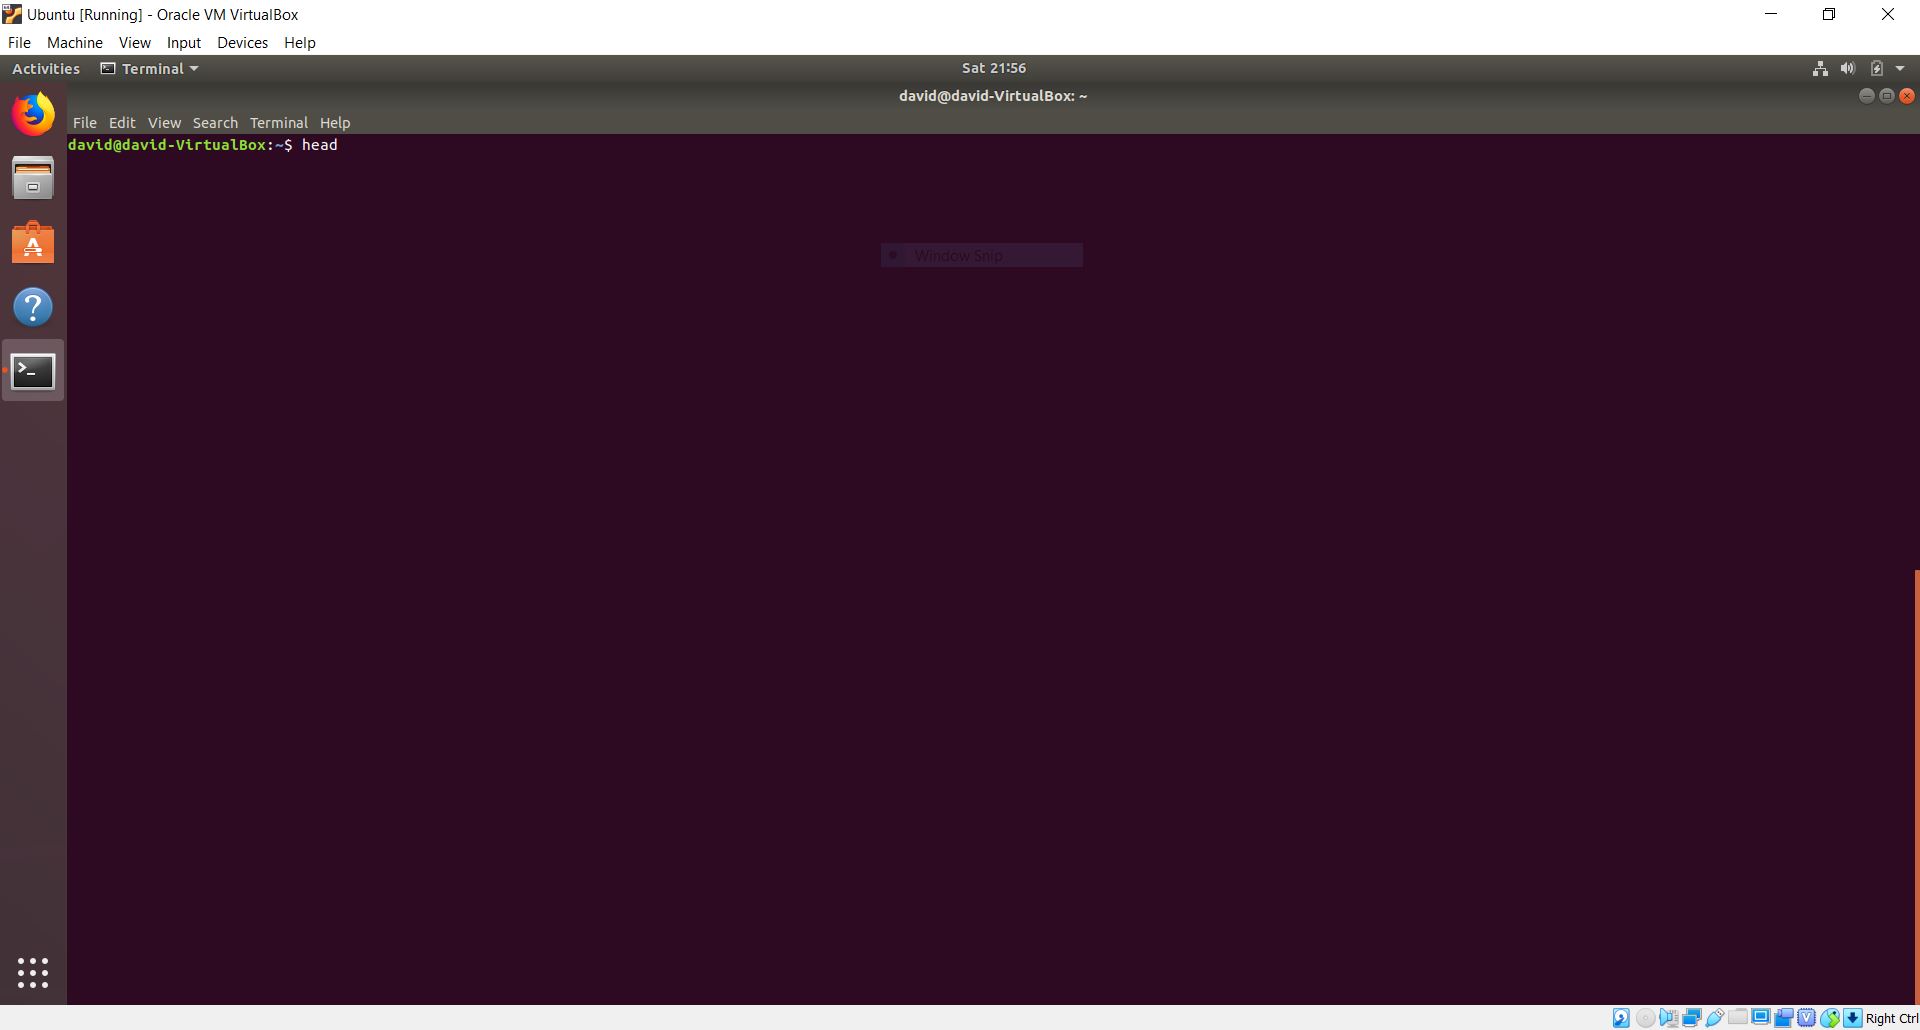 Ubuntu [Running] - Oracle VM VirtualBox
File Machine View Input Devices Help
Activities Terminal Sat 21:56
david@david-VirtualBox: ~
File Edit View Search Terminal Help
david@david-VirtualBox:~$ head
Window Snip
Right Ctrl